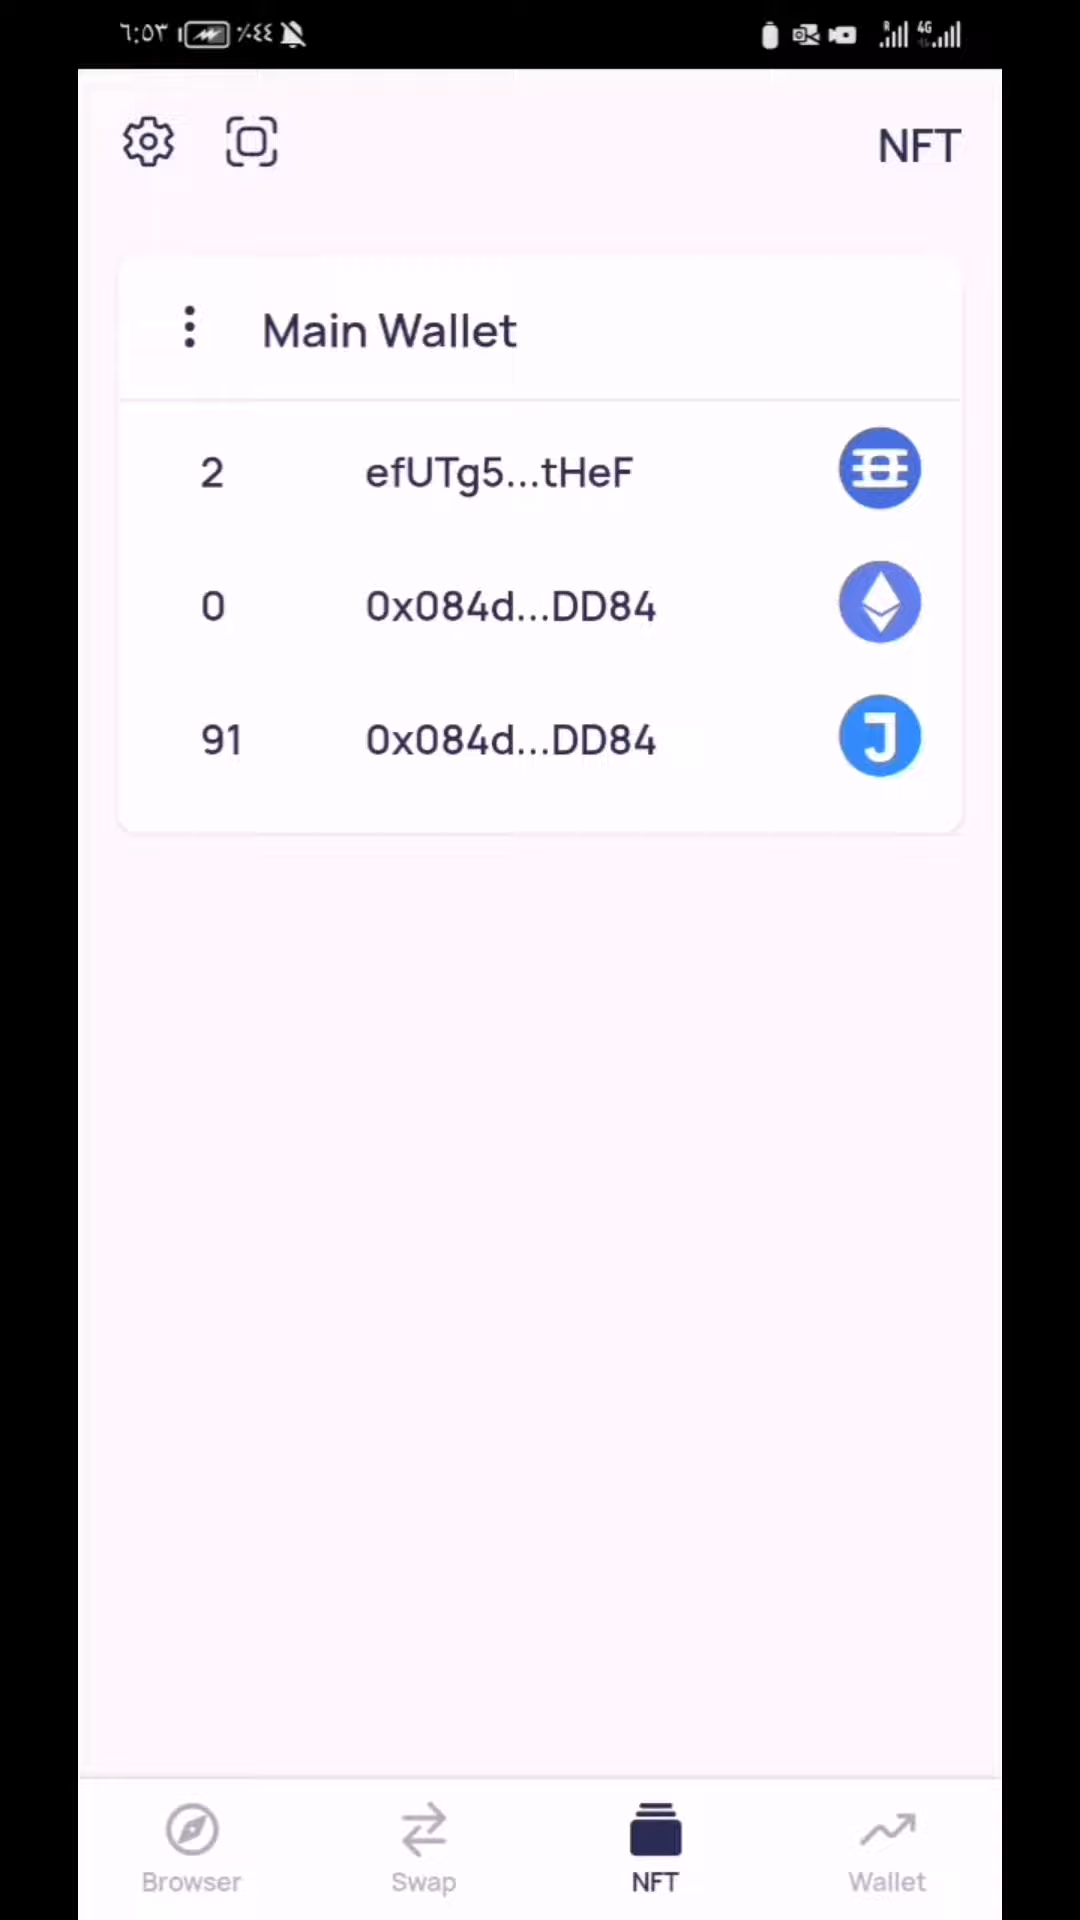 ٦:٥٣ ٪٤٤ R 4G
NFT
Main Wallet
2 efUTg5...tHeF
0 0x084d...DD84
91 0x084d...DD84 J
Browser Swap NFT Wallet